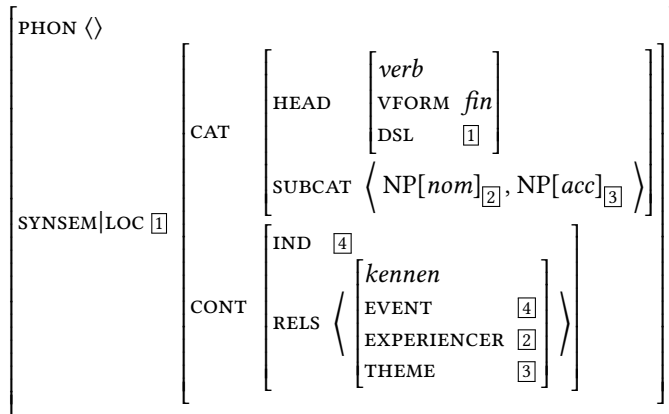 PHON ⟨⟩
SYNSEM|LOC [1]
CAT
HEAD
verb
VFORM fin
DSL [1]
SUBCAT ⟨ NP[nom][2], NP[acc][3] ⟩
CONT
IND [4]
RELS ⟨
kennen
EVENT [4]
EXPERIENCER [2]
THEME [3]
⟩